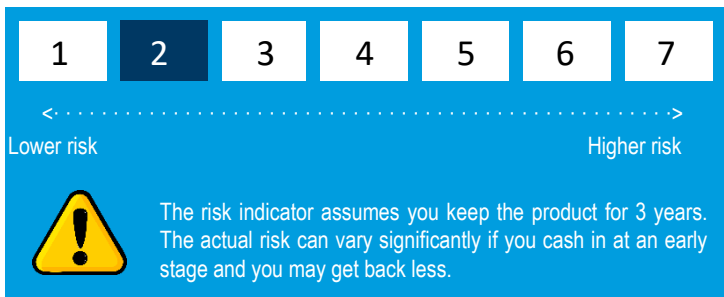 1 2 3 4 5 6 7
Lower risk Higher risk
The risk indicator assumes you keep the product for 3 years.
The actual risk can vary significantly if you cash in at an early
stage and you may get back less.